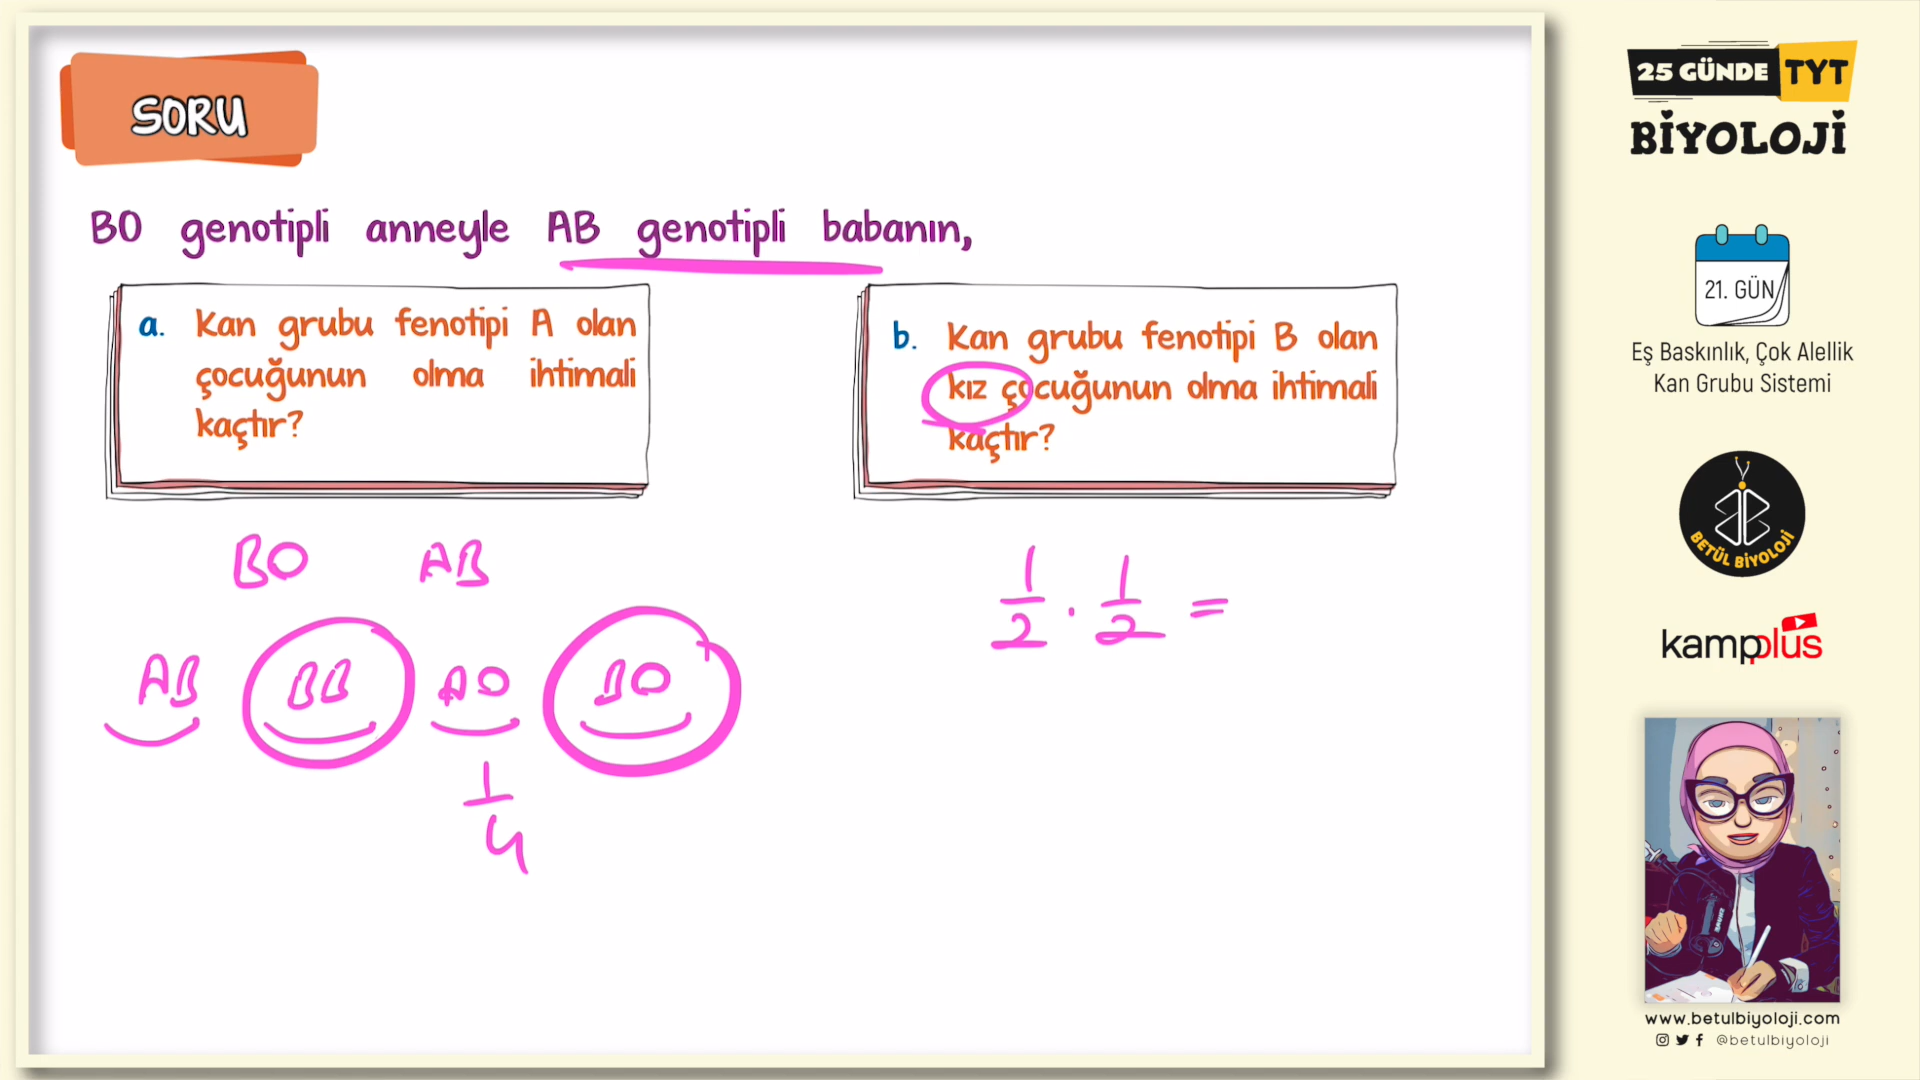 SORU
BO genotipli anneyle AB genotipli babanın,
a. Kan grubu fenotipi A olan
çocuğunun olma ihtimali
kaçtır?
b. Kan grubu fenotipi B olan
kız çocuğunun olma ihtimali
kaçtır?
BO AB
AB BB AO BO
1
4
1/2 . 1/2 =
25 GÜNDE TYT
BİYOLOJİ
21. GÜN
Eş Baskınlık, Çok Alellik
Kan Grubu Sistemi
BETÜL BİYOLOJİ
kampplus
www.betulbiyoloji.com
@betulbiyoloji